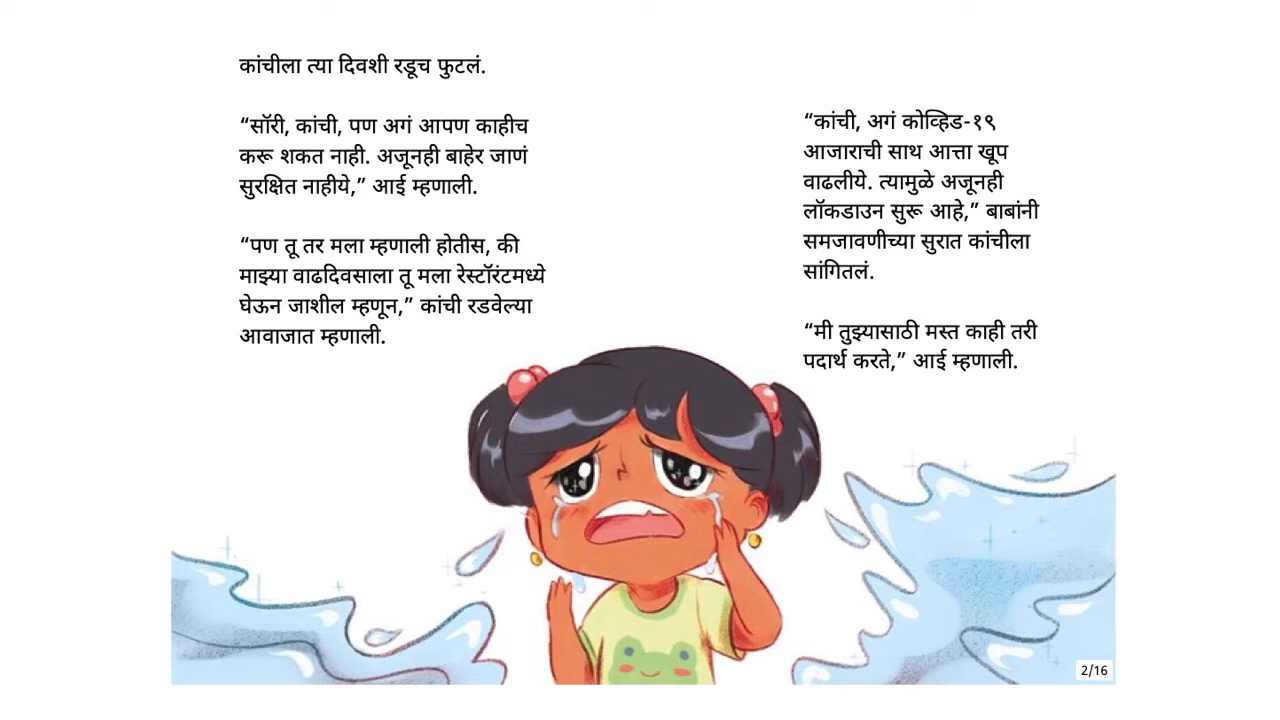 कांचीला त्या दिवशी रडूच फुटलं.
“सॉरी, कांची, पण अगं आपण काहीच
करू शकत नाही. अजूनही बाहेर जाणं
सुरक्षित नाहीये,” आई म्हणाली.
“पण तू तर मला म्हणाली होतीस, की
माझ्या वाढदिवसाला तू मला रेस्टॉरंटमध्ये
घेऊन जाशील म्हणून,” कांची रडवेल्या
आवाजात म्हणाली.
“कांची, अगं कोव्हिड-१९
आजाराची साथ आत्ता खूप
वाढलीये. त्यामुळे अजूनही
लॉकडाउन सुरू आहे,” बाबांनी
समजावणीच्या सुरात कांचीला
सांगितलं.
“मी तुझ्यासाठी मस्त काही तरी
पदार्थ करते,” आई म्हणाली.
2/16